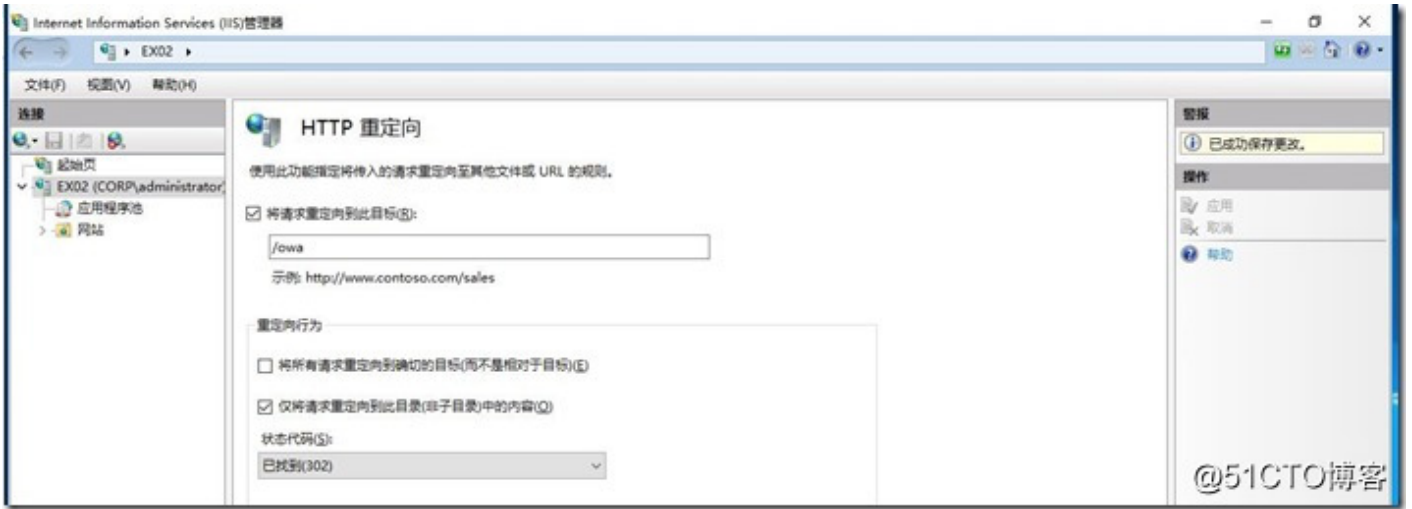 Internet Information Services (IIS)管理器
EX02
文件(F) 视图(V) 帮助(H)
连接
起始页
EX02 (CORP\administrator)
应用程序池
网站
HTTP 重定向
使用此功能指定将传入的请求重定向至其他文件或 URL 的规则。
将请求重定向到此目标(R):
/owa
示例: http://www.contoso.com/sales
重定向行为
将所有请求重定向到确切的目标(而不是相对于目标)(E)
仅将请求重定向到此目录(非子目录)中的内容(O)
状态代码(S):
已找到(302)
警报
已成功保存更改。
操作
应用
取消
帮助
@51CTO博客